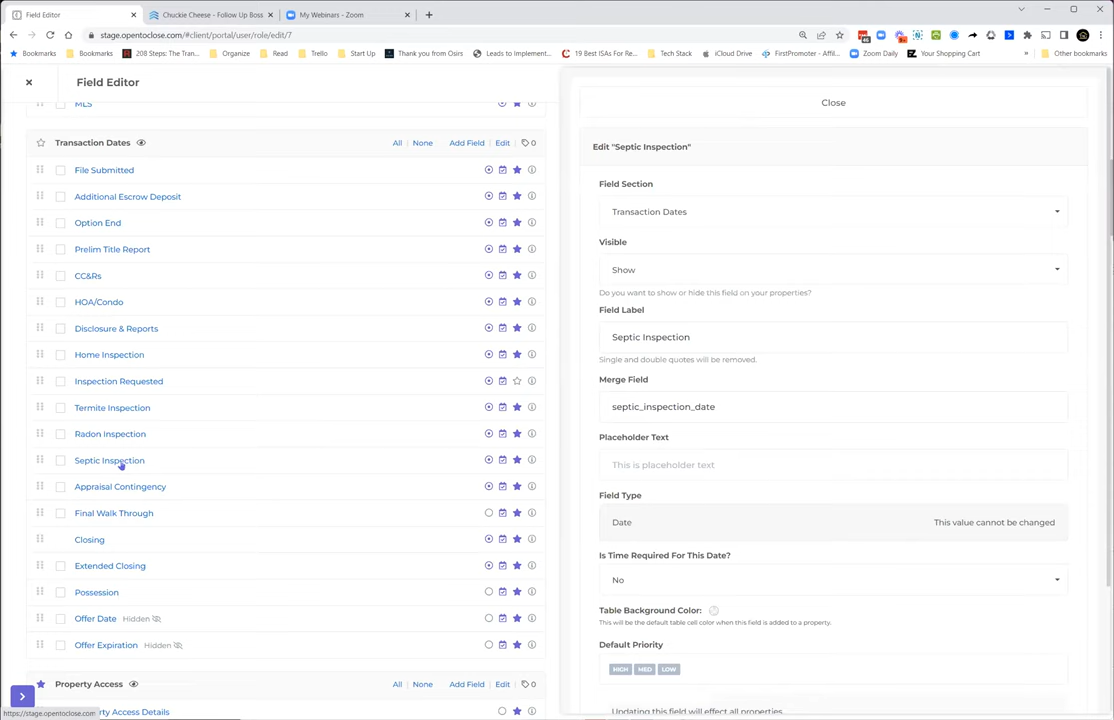 Field Editor
Chuckie Cheese - Follow Up Boss
My Webinars - Zoom
stage.opentoclose.com/#client/portal/user/role/edit/7
Bookmarks
Bookmarks
208 Steps: The Tran...
Organize
Read
Trello
Start Up
Thank you from Osirs
Leads to Implement...
19 Best ISAs For Re...
Tech Stack
iCloud Drive
FirstPromoter - Affil...
Zoom Daily
Your Shopping Cart
»
Other bookmarks
Field Editor
MLS
Transaction Dates
All | None
Add Field | Edit
0
File Submitted
Additional Escrow Deposit
Option End
Prelim Title Report
CC&Rs
HOA/Condo
Disclosure & Reports
Home Inspection
Inspection Requested
Termite Inspection
Radon Inspection
Septic Inspection
Appraisal Contingency
Final Walk Through
Closing
Extended Closing
Possession
Offer Date Hidden
Offer Expiration Hidden
Property Access
All | None
Add Field | Edit
0
erty Access Details
https://stage.opentoclose.com
Close
Edit "Septic Inspection"
Field Section
Transaction Dates
Visible
Show
Do you want to show or hide this field on your properties?
Field Label
Septic Inspection
Single and double quotes will be removed.
Merge Field
septic_inspection_date
Placeholder Text
This is placeholder text
Field Type
Date
This value cannot be changed
Is Time Required For This Date?
No
Table Background Color:
This will be the default table cell color when this field is added to a property.
Default Priority
HIGH MED LOW
Updating this field will effect all properties